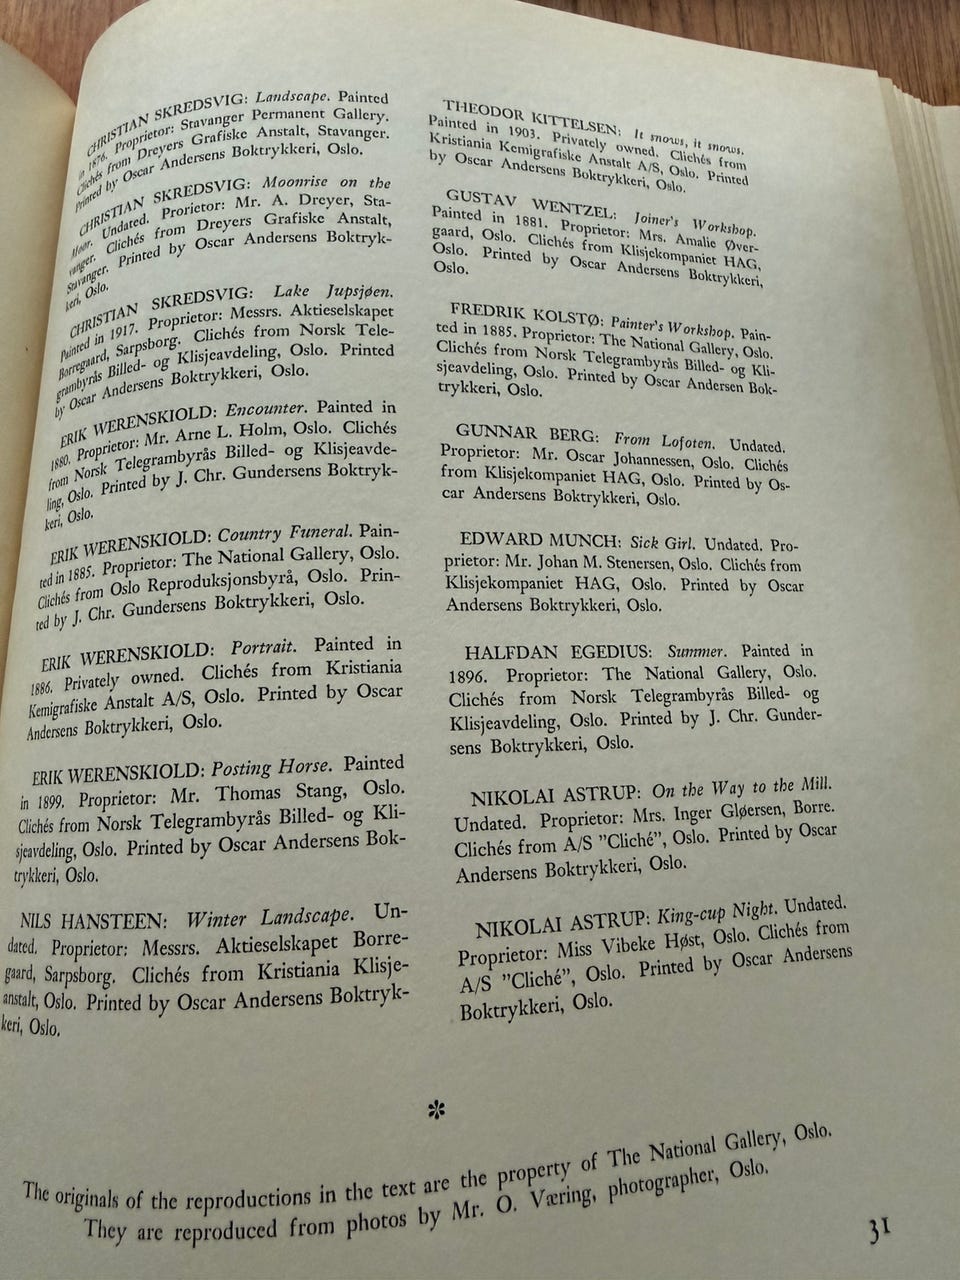 CHRISTIAN SKREDSVIG: Landscape. Painted
in 1876. Proprietor: Stavanger Permanent Gallery.
Clichés from Dreyers Grafiske Anstalt, Stavanger.
Printed by Oscar Andersens Boktrykkeri, Oslo.
CHRISTIAN SKREDSVIG: Moonrise on the
Moor. Undated. Prorietor: Mr. A. Dreyer, Sta-
vanger. Clichés from Dreyers Grafiske Anstalt,
Stavanger. Printed by Oscar Andersens Boktryk-
keri, Oslo.
CHRISTIAN SKREDSVIG: Lake Jupsjøen.
Painted in 1917. Proprietor: Messrs. Aktieselskapet
Borregaard, Sarpsborg. Clichés from Norsk Tele-
grambyrås Billed- og Klisjeavdeling, Oslo. Printed
by Oscar Andersens Boktrykkeri, Oslo.
ERIK WERENSKIOLD: Encounter. Painted in
1880. Proprietor: Mr. Arne L. Holm, Oslo. Clichés
from Norsk Telegrambyrås Billed- og Klisjeavde-
ling, Oslo. Printed by J. Chr. Gundersens Boktryk-
keri, Oslo.
ERIK WERENSKIOLD: Country Funeral. Pain-
ted in 1885. Proprietor: The National Gallery, Oslo.
Clichés from Oslo Reproduksjonsbyrå, Oslo. Prin-
ted by J. Chr. Gundersens Boktrykkeri, Oslo.
ERIK WERENSKIOLD: Portrait. Painted in
1886. Privately owned. Clichés from Kristiania
Kemigrafiske Anstalt A/S, Oslo. Printed by Oscar
Andersens Boktrykkeri, Oslo.
ERIK WERENSKIOLD: Posting Horse. Painted
in 1899. Proprietor: Mr. Thomas Stang, Oslo.
Clichés from Norsk Telegrambyrås Billed- og Kli-
sjeavdeling, Oslo. Printed by Oscar Andersens Bok-
trykkeri, Oslo.
NILS HANSTEEN: Winter Landscape. Un-
dated. Proprietor: Messrs. Aktieselskapet Borre-
gaard, Sarpsborg. Clichés from Kristiania Klisje-
anstalt, Oslo. Printed by Oscar Andersens Boktryk-
keri, Oslo.
THEODOR KITTELSEN: It snows, it snows.
Painted in 1903. Privately owned. Clichés from
Kristiania Kemigrafiske Anstalt A/S, Oslo. Printed
by Oscar Andersens Boktrykkeri, Oslo.
GUSTAV WENTZEL: Joiner's Workshop.
Painted in 1881. Proprietor: Mrs. Amalie Øver-
gaard, Oslo. Clichés from Klisjekompaniet HAG,
Oslo. Printed by Oscar Andersens Boktrykkeri,
Oslo.
FREDRIK KOLSTØ: Painter's Workshop. Pain-
ted in 1885. Proprietor: The National Gallery, Oslo.
Clichés from Norsk Telegrambyrås Billed- og Kli-
sjeavdeling, Oslo. Printed by Oscar Andersen Bok-
trykkeri, Oslo.
GUNNAR BERG: From Lofoten. Undated.
Proprietor: Mr. Oscar Johannessen, Oslo. Clichés
from Klisjekompaniet HAG, Oslo. Printed by Os-
car Andersens Boktrykkeri, Oslo.
EDWARD MUNCH: Sick Girl. Undated. Pro-
prietor: Mr. Johan M. Stenersen, Oslo. Clichés from
Klisjekompaniet HAG, Oslo. Printed by Oscar
Andersens Boktrykkeri, Oslo.
HALFDAN EGEDIUS: Summer. Painted in
1896. Proprietor: The National Gallery, Oslo.
Clichés from Norsk Telegrambyrås Billed- og
Klisjeavdeling, Oslo. Printed by J. Chr. Gunder-
sens Boktrykkeri, Oslo.
NIKOLAI ASTRUP: On the Way to the Mill.
Undated. Proprietor: Mrs. Inger Gløersen, Borre.
Clichés from A/S "Cliché", Oslo. Printed by Oscar
Andersens Boktrykkeri, Oslo.
NIKOLAI ASTRUP: King-cup Night. Undated.
Proprietor: Miss Vibeke Høst, Oslo. Clichés from
A/S "Cliché", Oslo. Printed by Oscar Andersens
Boktrykkeri, Oslo.
*
The originals of the reproductions in the text are the property of The National Gallery, Oslo.
They are reproduced from photos by Mr. O. Væring, photographer, Oslo.
31